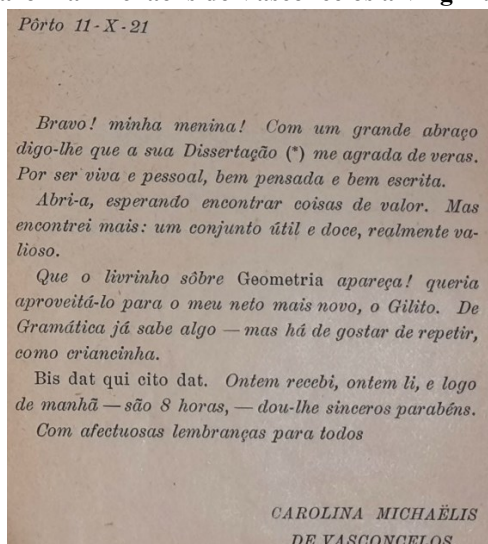 Pôrto 11-X-21
Bravo! minha menina! Com um grande abraço
digo-lhe que a sua Dissertação (*) me agrada de veras.
Por ser viva e pessoal, bem pensada e bem escrita.
Abri-a, esperando encontrar coisas de valor. Mas
encontrei mais: um conjunto útil e doce, realmente va-
lioso.
Que o livrinho sôbre Geometria apareça! queria
aproveitá-lo para o meu neto mais novo, o Gilito. De
Gramática já sabe algo — mas há de gostar de repetir,
como criancinha.
Bis dat qui cito dat. Ontem recebi, ontem li, e logo
de manhã — são 8 horas, — dou-lhe sinceros parabéns.
Com afectuosas lembranças para todos
CAROLINA MICHAËLIS
DE VASCONCELOS